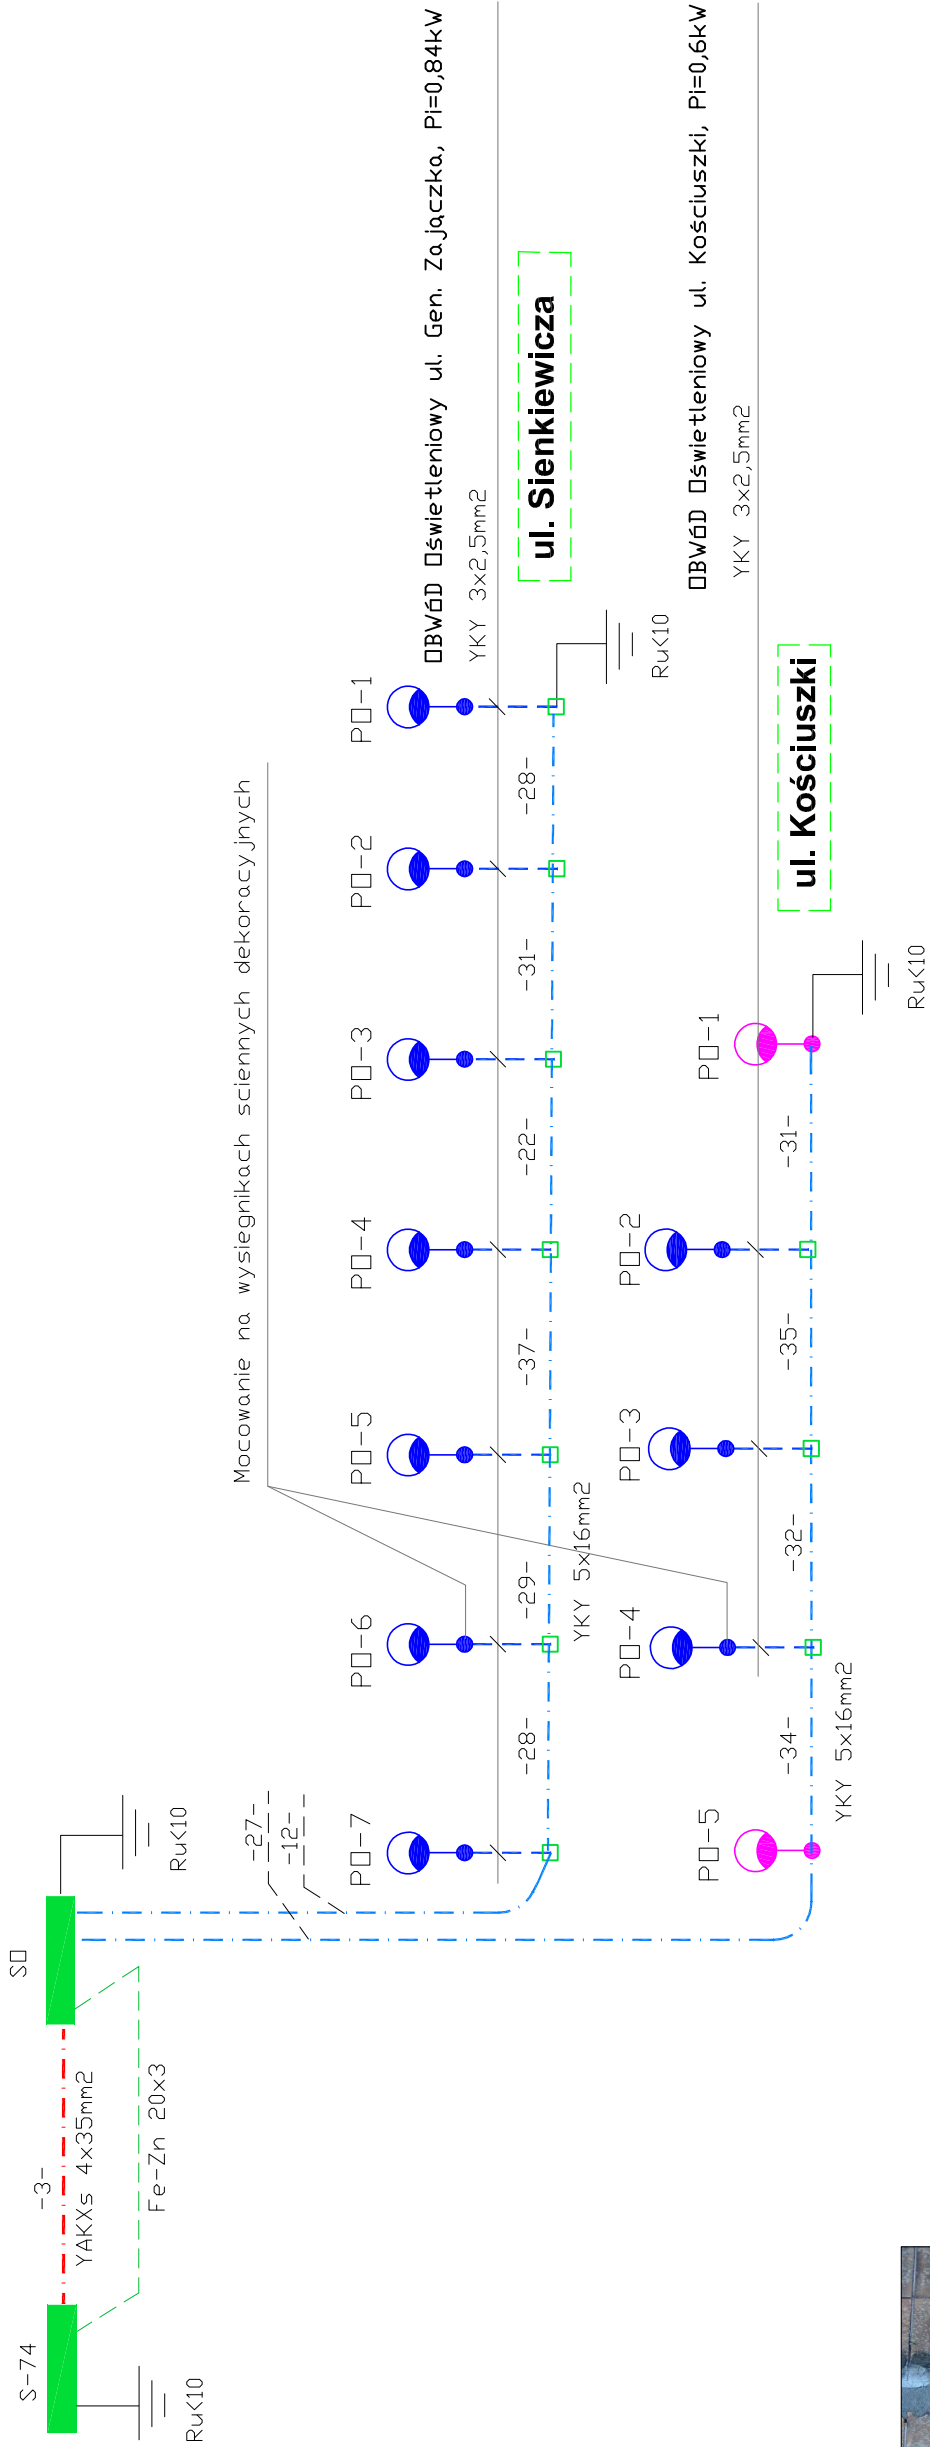 S-74
Ru<10
-3-
YAKXs 4x35mm2
Fe-Zn 20x3
SO
Ru<10
-27-
-12-
Mocowanie na wysiegnikach sciennych dekoracyjnych
PO-7
PO-6
PO-5
PO-4
PO-3
PO-2
PO-1
OBWÓD Oświetleniowy ul. Gen. Zajączka, Pi=0,84kW
YKY 3x2,5mm2
-28-
-29-
-37-
-22-
-31-
-28-
YKY 5x16mm2
ul. Sienkiewicza
Ru<10
PO-5
PO-4
PO-3
PO-2
PO-1
OBWÓD Oświetleniowy ul. Kościuszki, Pi=0,6kW
YKY 3x2,5mm2
-34-
-32-
-35-
-31-
YKY 5x16mm2
ul. Kościuszki
Ru<10